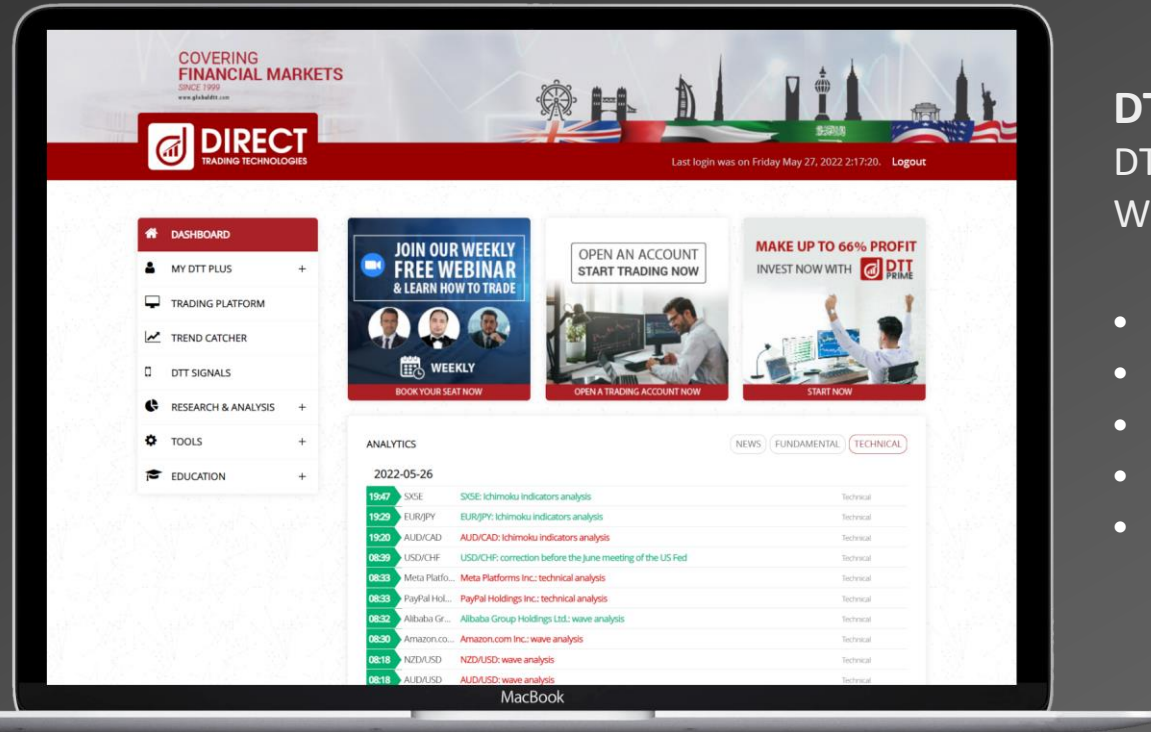 COVERING
FINANCIAL MARKETS
SINCE 1999
www.globaldtt.com
DIRECT
TRADING TECHNOLOGIES
Last login was on Friday May 27, 2022 2:17:20. Logout
DASHBOARD
MY DTT PLUS +
TRADING PLATFORM
TREND CATCHER
DTT SIGNALS
RESEARCH & ANALYSIS +
TOOLS +
EDUCATION +
JOIN OUR WEEKLY
FREE WEBINAR
& LEARN HOW TO TRADE
WEEKLY
BOOK YOUR SEAT NOW
OPEN AN ACCOUNT
START TRADING NOW
OPEN A TRADING ACCOUNT NOW
MAKE UP TO 66% PROFIT
INVEST NOW WITH DTT
PRIME
START NOW
ANALYTICS NEWS FUNDAMENTAL TECHNICAL
2022-05-26
19:47 SX5E SX5E: Ichimoku indicators analysis Technical
19:29 EUR/JPY EUR/JPY: Ichimoku indicators analysis Technical
19:20 AUD/CAD AUD/CAD: Ichimoku indicators analysis Technical
08:39 USD/CHF USD/CHF: correction before the June meeting of the US Fed Technical
08:33 Meta Platfo... Meta Platforms Inc.: technical analysis Technical
08:33 PayPal Hol... PayPal Holdings Inc.: technical analysis Technical
08:32 Alibaba Gr... Alibaba Group Holdings Ltd.: wave analysis Technical
08:30 Amazon.co... Amazon.com Inc.: wave analysis Technical
08:18 NZD/USD NZD/USD: wave analysis Technical
08:18 AUD/USD AUD/USD: wave analysis Technical
MacBook
DT
DT
W